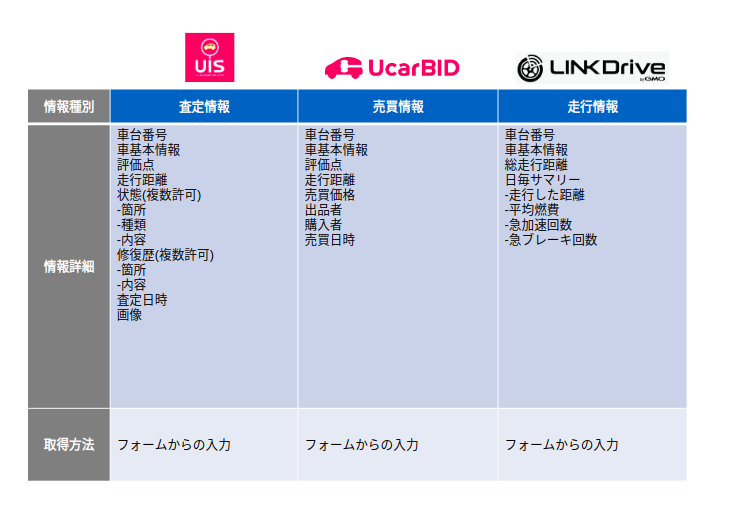 UIS
UcarBID
LINKDrive
by GMO
情報種別
査定情報
売買情報
走行情報
情報詳細
車台番号
車基本情報
評価点
走行距離
状態(複数許可)
-箇所
-種類
-内容
修復歴(複数許可)
-箇所
-内容
査定日時
画像
車台番号
車基本情報
評価点
走行距離
売買価格
出品者
購入者
売買日時
車台番号
車基本情報
総走行距離
日毎サマリー
-走行した距離
-平均燃費
-急加速回数
-急ブレーキ回数
取得方法
フォームからの入力
フォームからの入力
フォームからの入力